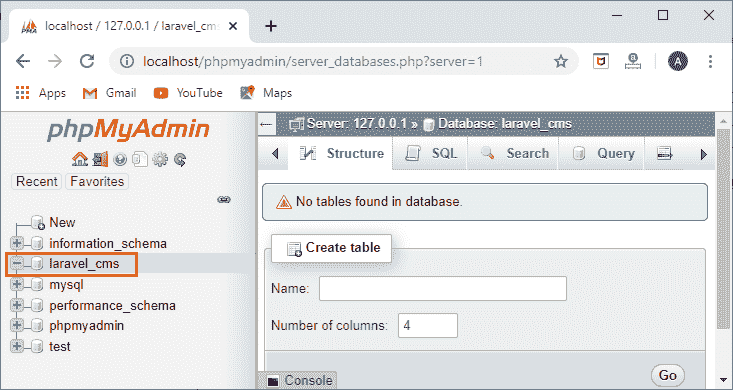 localhost / 127.0.0.1 / laravel_cm
localhost/phpmyadmin/server_databases.php?server=1
A
Apps
Gmail
YouTube
Maps
phpMyAdmin
Recent
Favorites
New
information_schema
laravel_cms
mysql
performance_schema
phpmyadmin
test
Server: 127.0.0.1 » Database: laravel_cms
Structure
SQL
Search
Query
No tables found in database.
Create table
Name:
Number of columns: 4
Console
Go